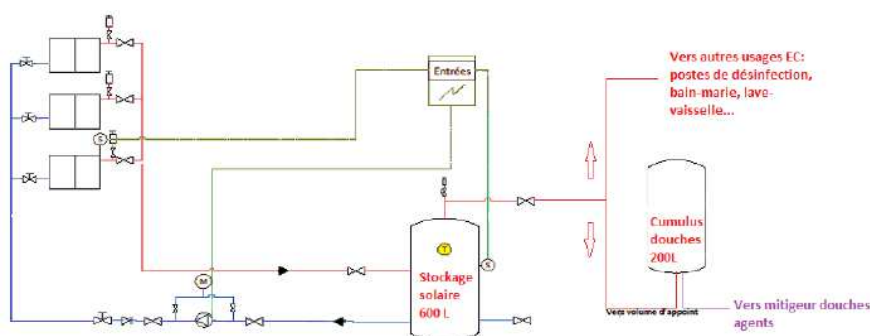 Entrées
Vers autres usages EC:
postes de désinfection,
bain-marie, lave-
vaisselle...
S
T
Stockage
solaire
600 L
S
M
Cumulus
douches
200L
Vers volume d'appoint
Vers mitigeur douches
agents